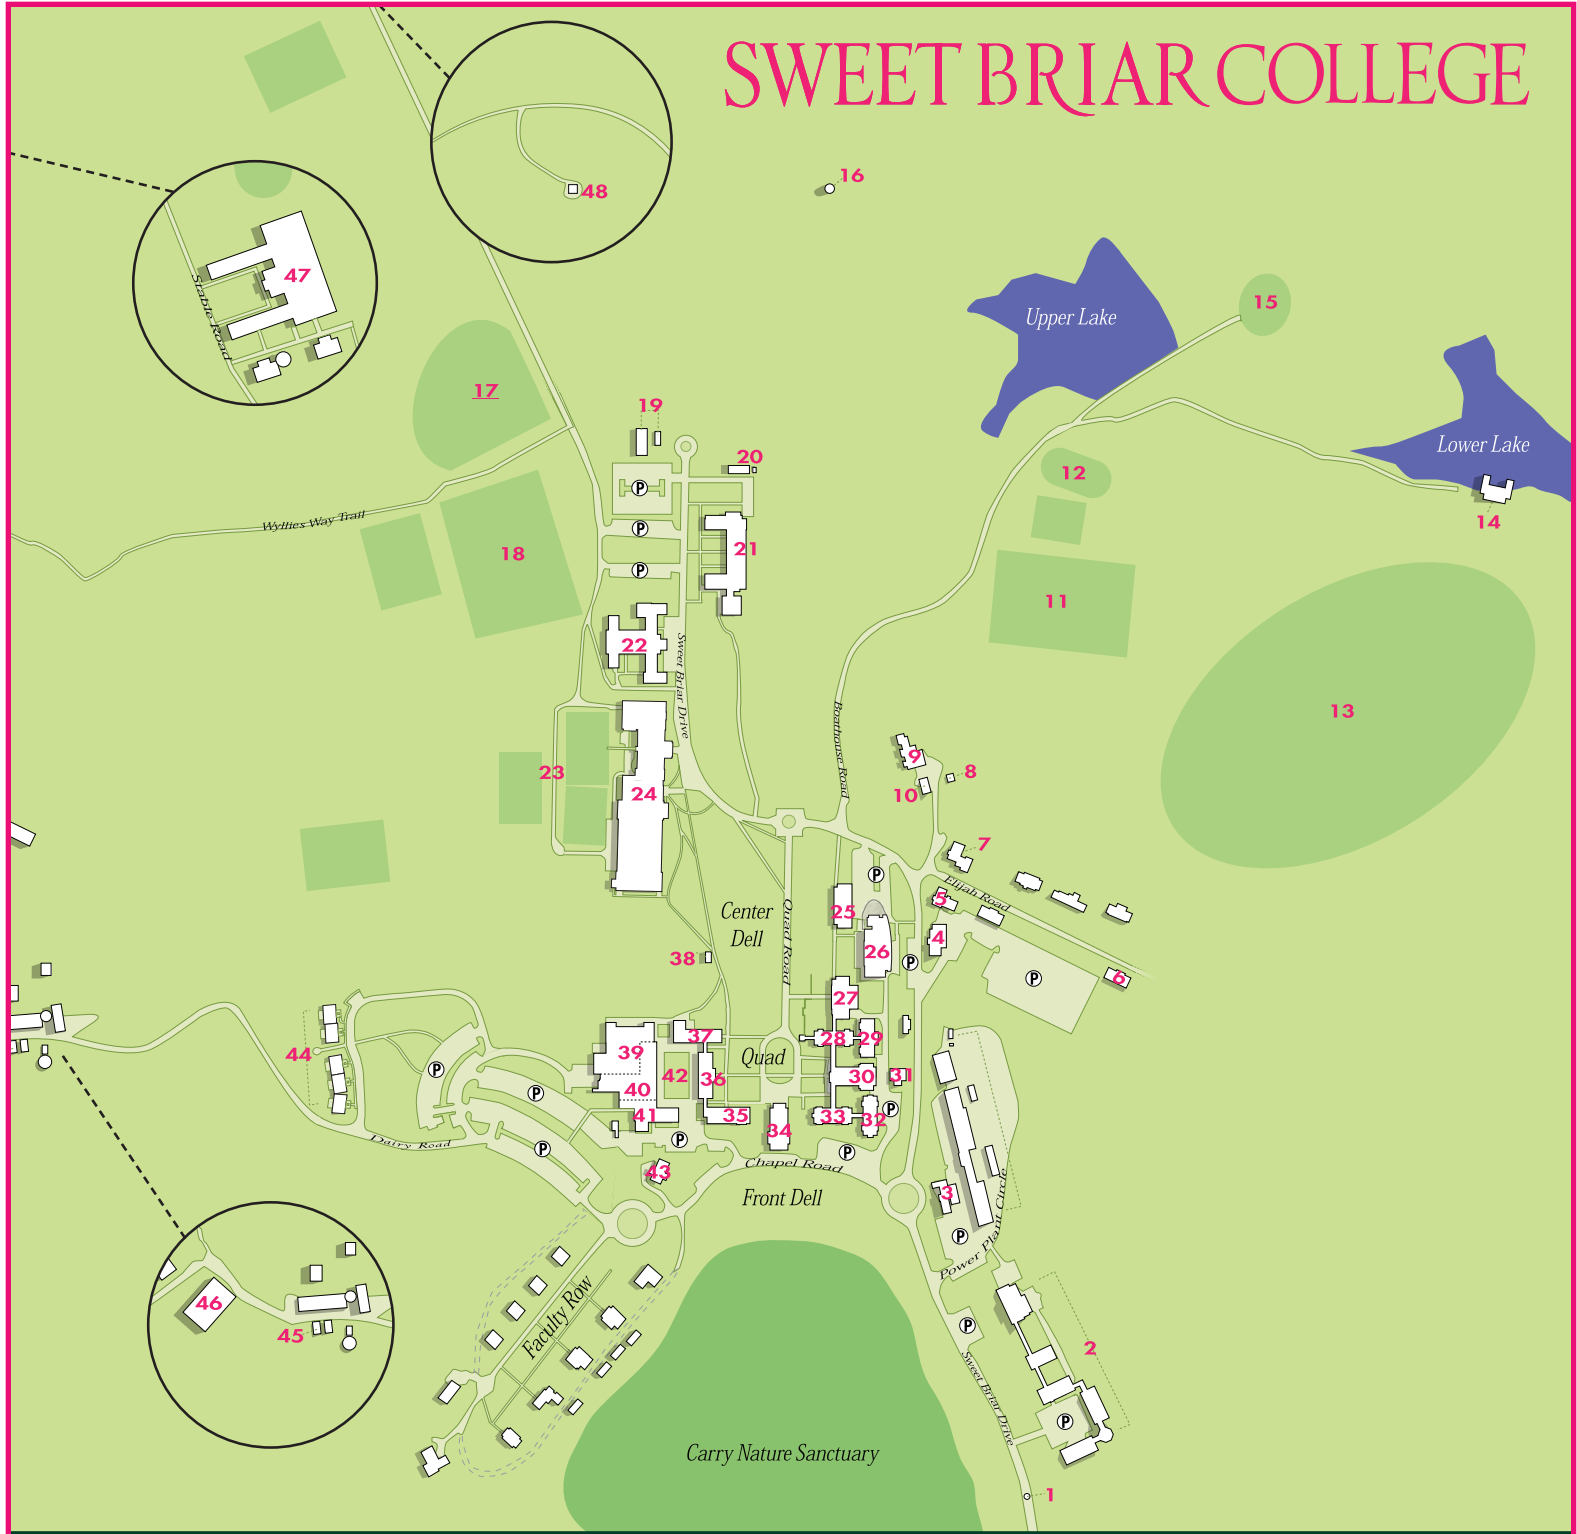 SWEET BRIAR COLLEGE
48
16
47
Stable Road
Upper Lake
15
17
19
20
Lower Lake
12
14
P
Wyllies Way Trail
P
18
21
P
11
22
Sweet Briar Drive
13
Boathouse Road
23
24
9
8
10
7
P
Elijah Road
Center
Dell
Quad Road
25
5
4
26
38
P
6
P
27
44
39
37
Quad
28
29
P
40
42
36
30
31
P
41
35
33
32
P
34
P
P
P
Dairy Road
43
Chapel Road
Front Dell
3
P
Power Plant Circle
46
45
Faculty Row
P
2
Sweet Briar Drive
P
Carry Nature Sanctuary
1